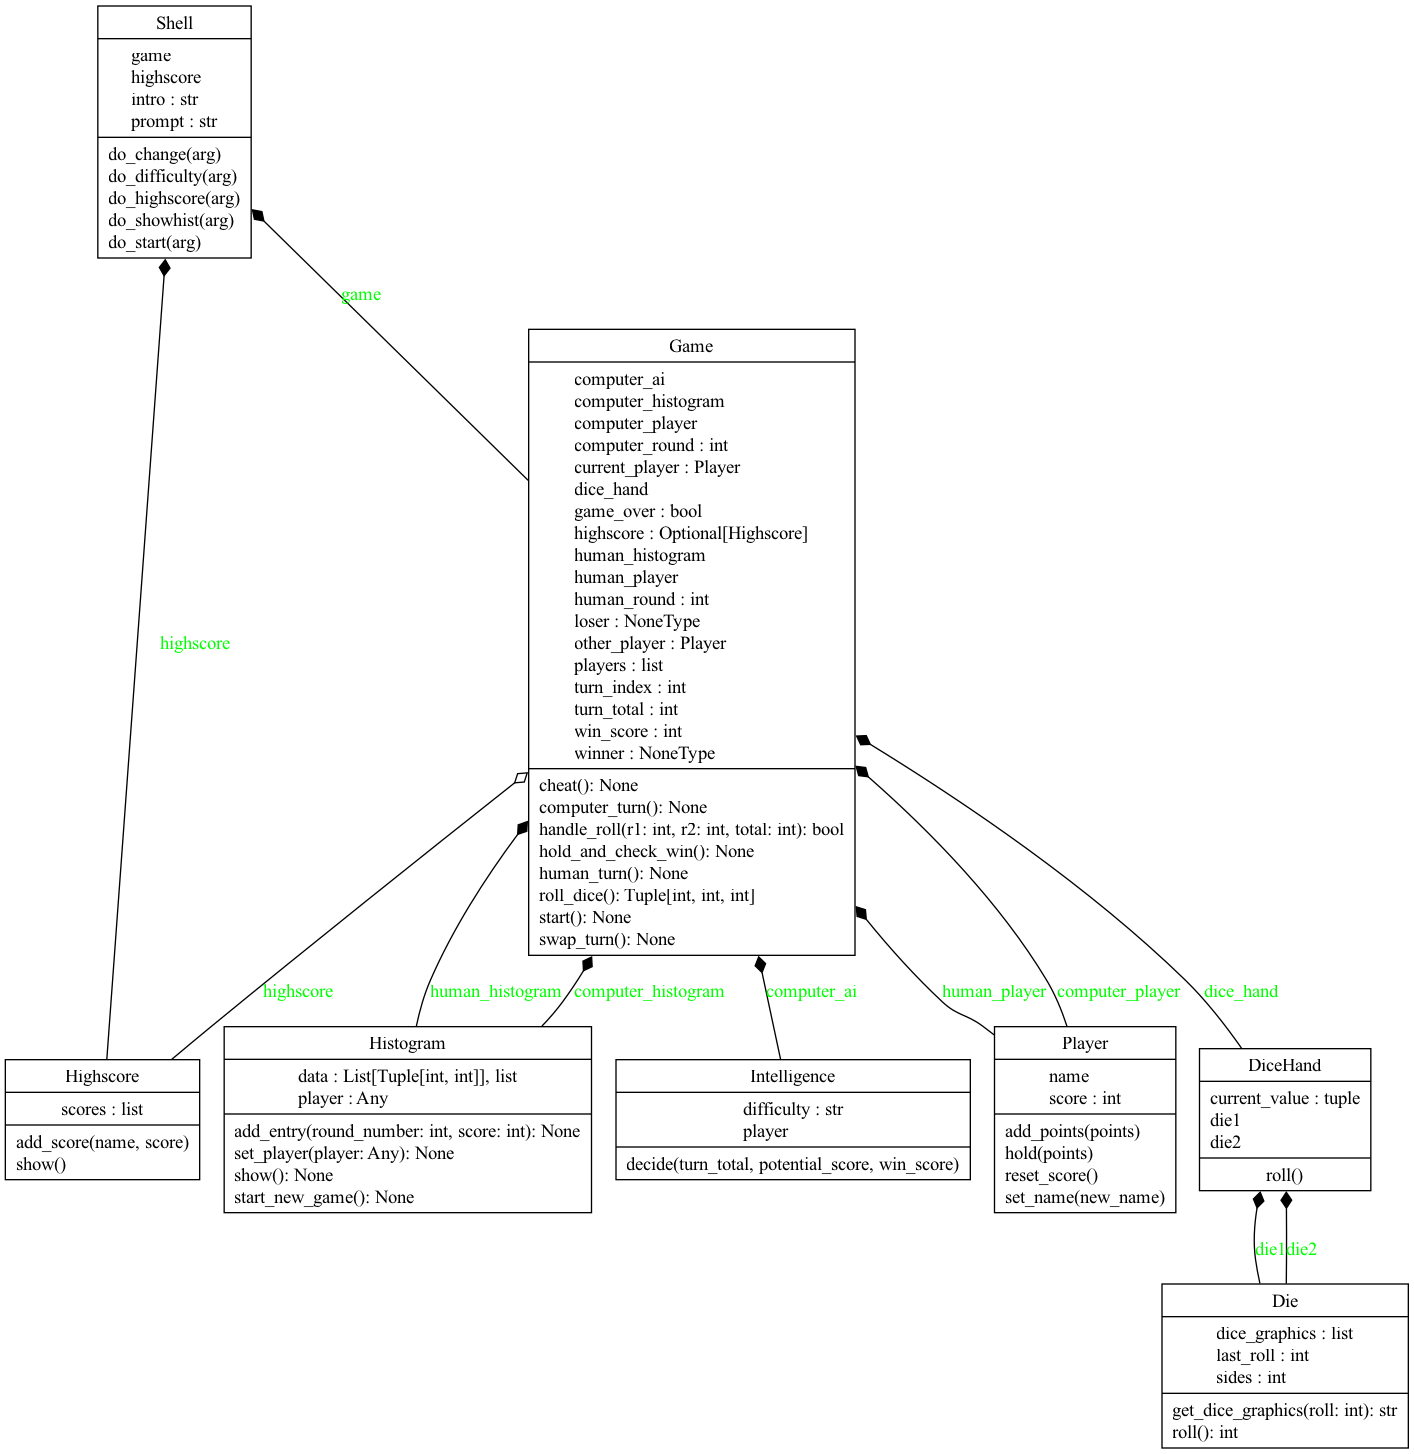 Shell
game
highscore
intro : str
prompt : str
do_change(arg)
do_difficulty(arg)
do_highscore(arg)
do_showhist(arg)
do_start(arg)
game
Game
computer_ai
computer_histogram
computer_player
computer_round : int
current_player : Player
dice_hand
game_over : bool
highscore : Optional[Highscore]
human_histogram
human_player
human_round : int
loser : NoneType
other_player : Player
players : list
turn_index : int
turn_total : int
win_score : int
winner : NoneType
cheat(): None
computer_turn(): None
handle_roll(r1: int, r2: int, total: int): bool
hold_and_check_win(): None
human_turn(): None
roll_dice(): Tuple[int, int, int]
start(): None
swap_turn(): None
highscore
highscore
human_histogram
computer_histogram
computer_ai
human_player
computer_player
dice_hand
Highscore
scores : list
add_score(name, score)
show()
Histogram
data : List[Tuple[int, int]], list
player : Any
add_entry(round_number: int, score: int): None
set_player(player: Any): None
show(): None
start_new_game(): None
Intelligence
difficulty : str
player
decide(turn_total, potential_score, win_score)
Player
name
score : int
add_points(points)
hold(points)
reset_score()
set_name(new_name)
DiceHand
current_value : tuple
die1
die2
roll()
die1
die2
Die
dice_graphics : list
last_roll : int
sides : int
get_dice_graphics(roll: int): str
roll(): int